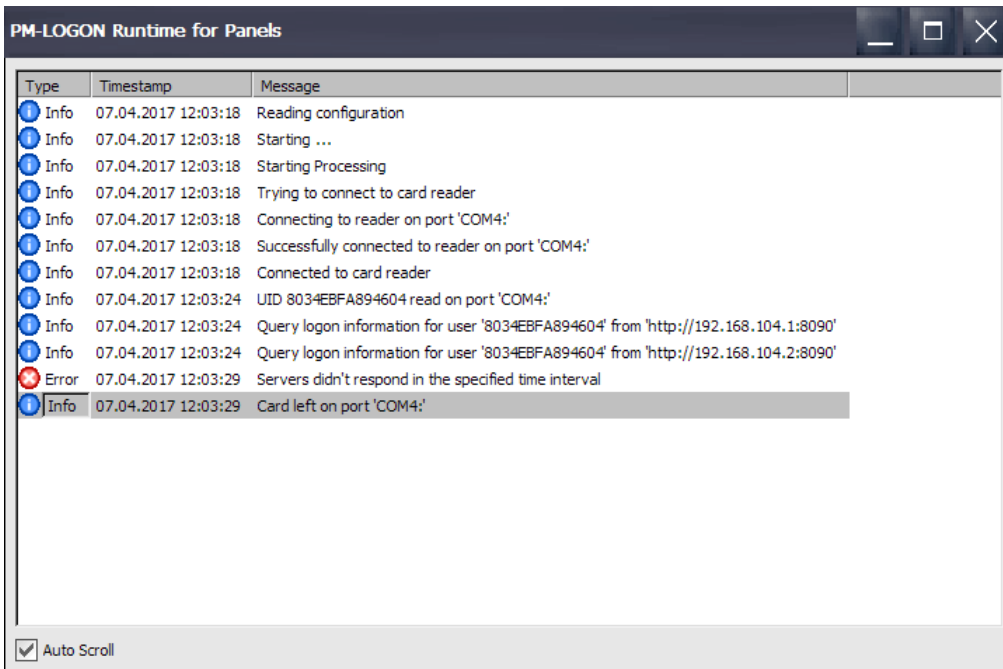 PM-LOGON Runtime for Panels
Type Timestamp Message
Info 07.04.2017 12:03:18 Reading configuration
Info 07.04.2017 12:03:18 Starting ...
Info 07.04.2017 12:03:18 Starting Processing
Info 07.04.2017 12:03:18 Trying to connect to card reader
Info 07.04.2017 12:03:18 Connecting to reader on port 'COM4:'
Info 07.04.2017 12:03:18 Successfully connected to reader on port 'COM4:'
Info 07.04.2017 12:03:18 Connected to card reader
Info 07.04.2017 12:03:24 UID 8034EBFA894604 read on port 'COM4:'
Info 07.04.2017 12:03:24 Query logon information for user '8034EBFA894604' from 'http://192.168.104.1:8090'
Info 07.04.2017 12:03:24 Query logon information for user '8034EBFA894604' from 'http://192.168.104.2:8090'
Error 07.04.2017 12:03:29 Servers didn't respond in the specified time interval
Info 07.04.2017 12:03:29 Card left on port 'COM4:'
Auto Scroll